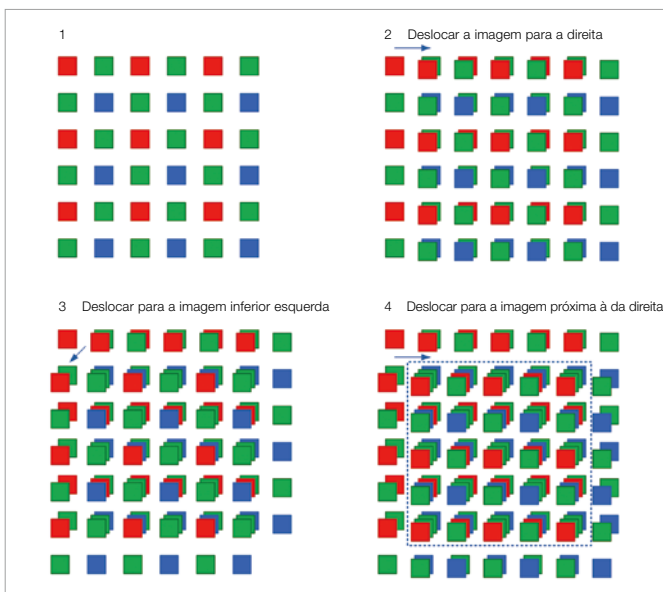 1
2 Deslocar a imagem para a direita
3 Deslocar para a imagem inferior esquerda
4 Deslocar para a imagem próxima à da direita